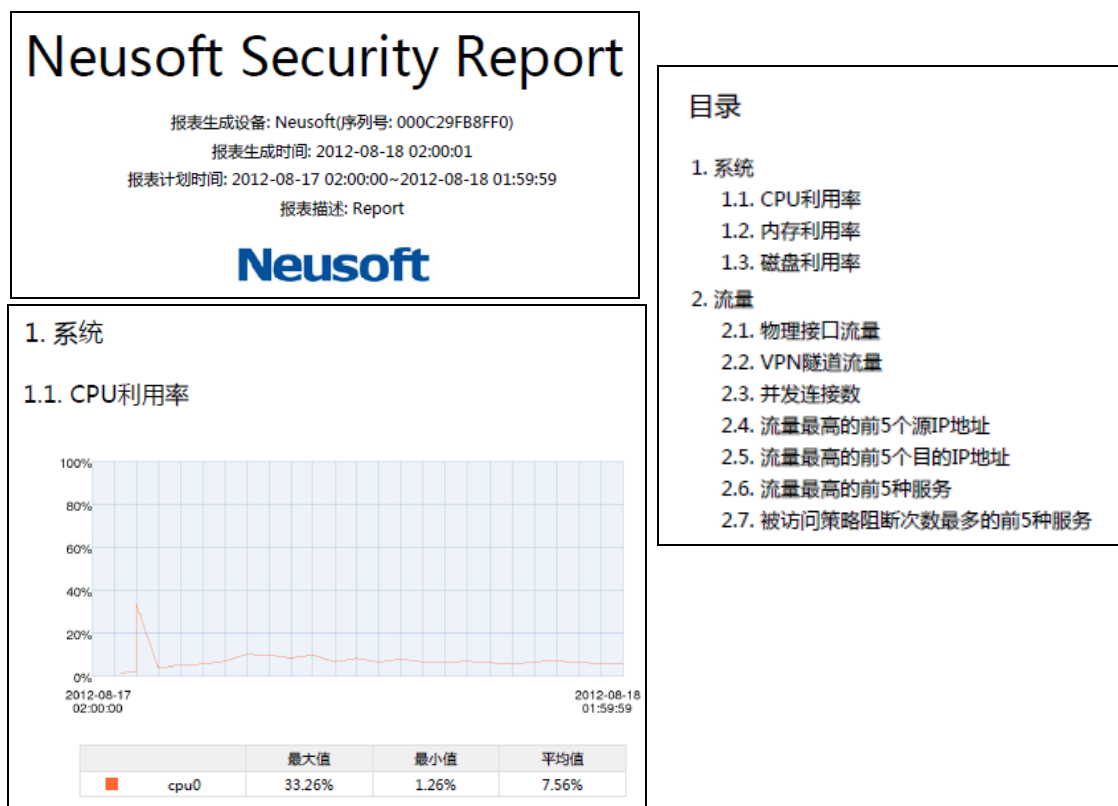 Neusoft Security Report
报表生成设备: Neusoft(序列号: 000C29FB8FF0)
报表生成时间: 2012-08-18 02:00:01
报表计划时间: 2012-08-17 02:00:00~2012-08-18 01:59:59
报表描述: Report
Neusoft
目录
1. 系统
1.1. CPU利用率
1.2. 内存利用率
1.3. 磁盘利用率
2. 流量
2.1. 物理接口流量
2.2. VPN隧道流量
2.3. 并发连接数
2.4. 流量最高的前5个源IP地址
2.5. 流量最高的前5个目的IP地址
2.6. 流量最高的前5种服务
2.7. 被访问策略阻断次数最多的前5种服务
1. 系统
1.1. CPU利用率
100%
80%
60%
40%
20%
0%
2012-08-17 2012-08-18
02:00:00 01:59:59
最大值 最小值 平均值
cpu0 33.26% 1.26% 7.56%